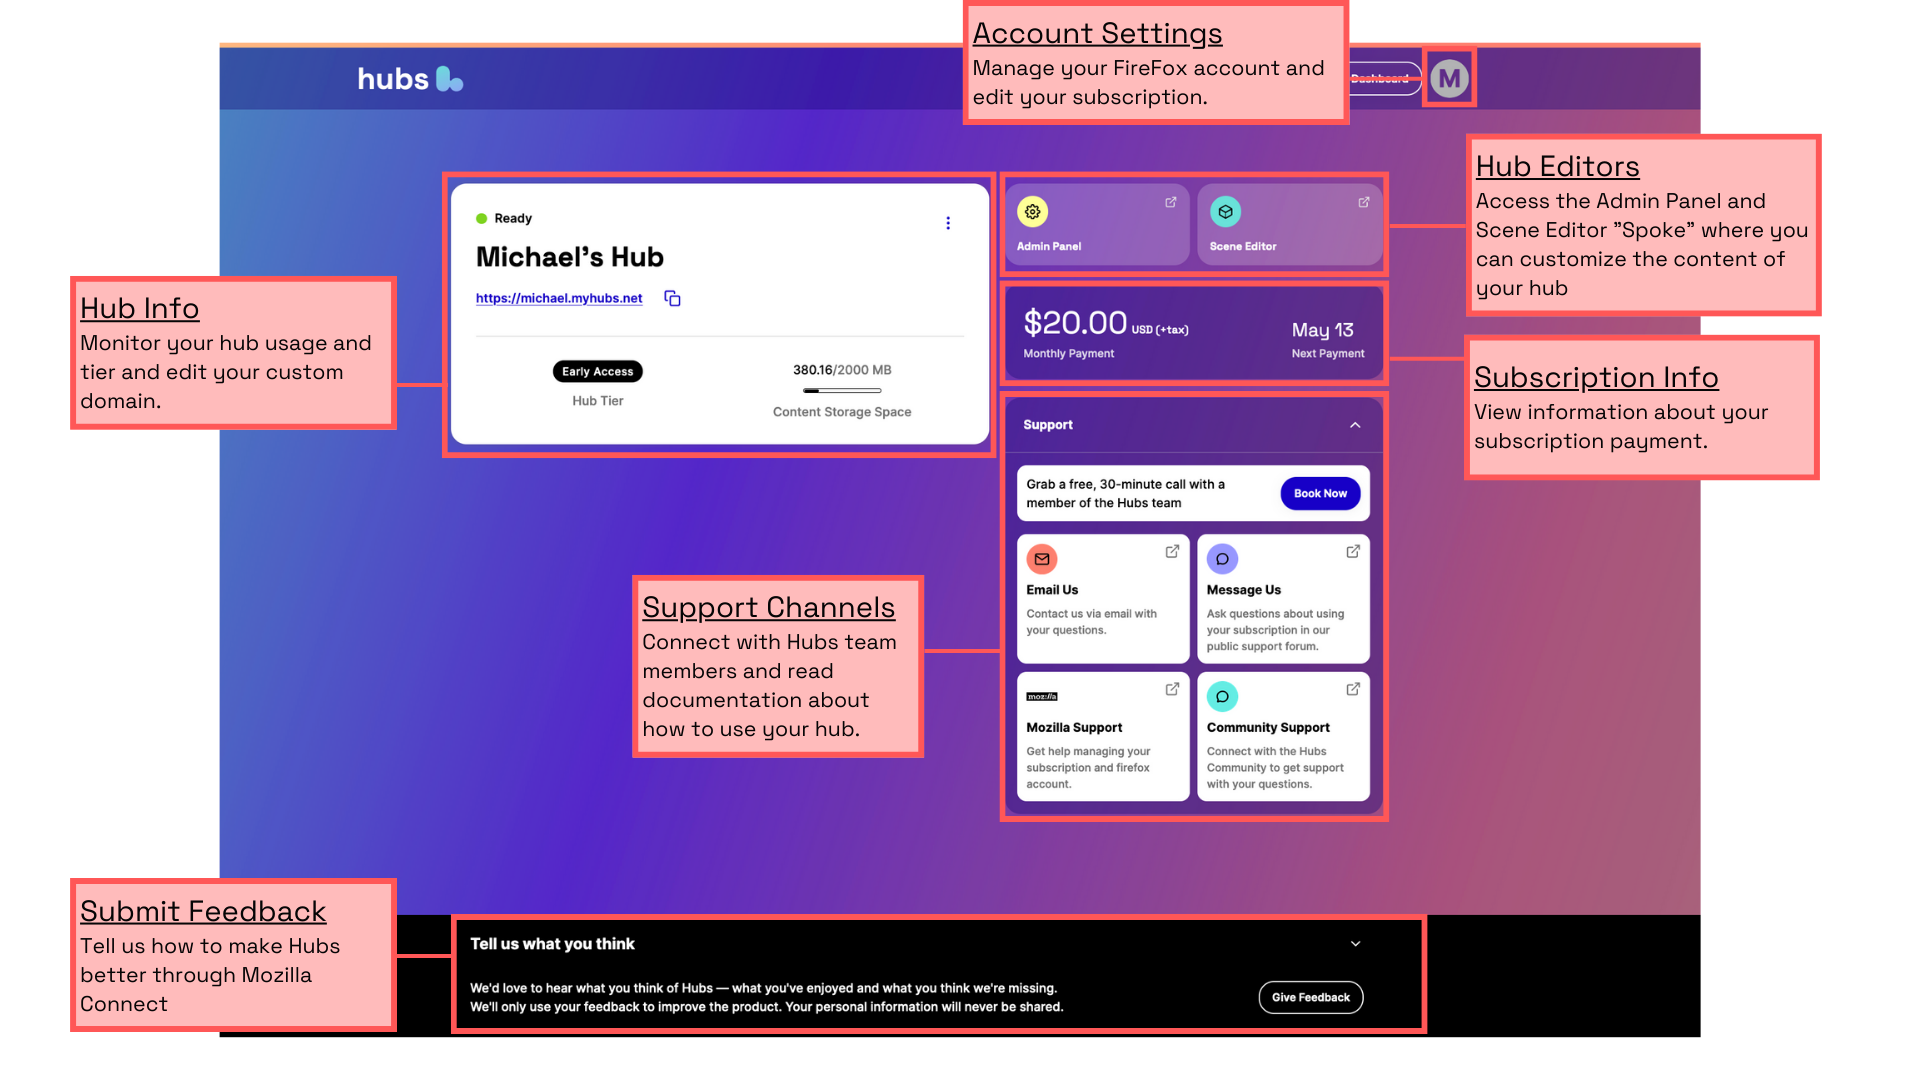 Account Settings
Manage your FireFox account and
edit your subscription.
hubs
Dashboard
M
Hub Editors
Access the Admin Panel and
Scene Editor "Spoke" where you
can customize the content of
your hub
Ready
Michael's Hub
https://michael.myhubs.net
Early Access
Hub Tier
380.16/2000 MB
Content Storage Space
Admin Panel
Scene Editor
Hub Info
Monitor your hub usage and
tier and edit your custom
domain.
$20.00 USD (+tax)
Monthly Payment
May 13
Next Payment
Subscription Info
View information about your
subscription payment.
Support
Grab a free, 30-minute call with a
member of the Hubs team
Book Now
Email Us
Contact us via email with
your questions.
Message Us
Ask questions about using
your subscription in our
public support forum.
Support Channels
Connect with Hubs team
members and read
documentation about
how to use your hub.
moz://a
Mozilla Support
Get help managing your
subscription and firefox
account.
Community Support
Connect with the Hubs
Community to get support
with your questions.
Submit Feedback
Tell us how to make Hubs
better through Mozilla
Connect
Tell us what you think
We'd love to hear what you think of Hubs — what you've enjoyed and what you think we're missing.
We'll only use your feedback to improve the product. Your personal information will never be shared.
Give Feedback